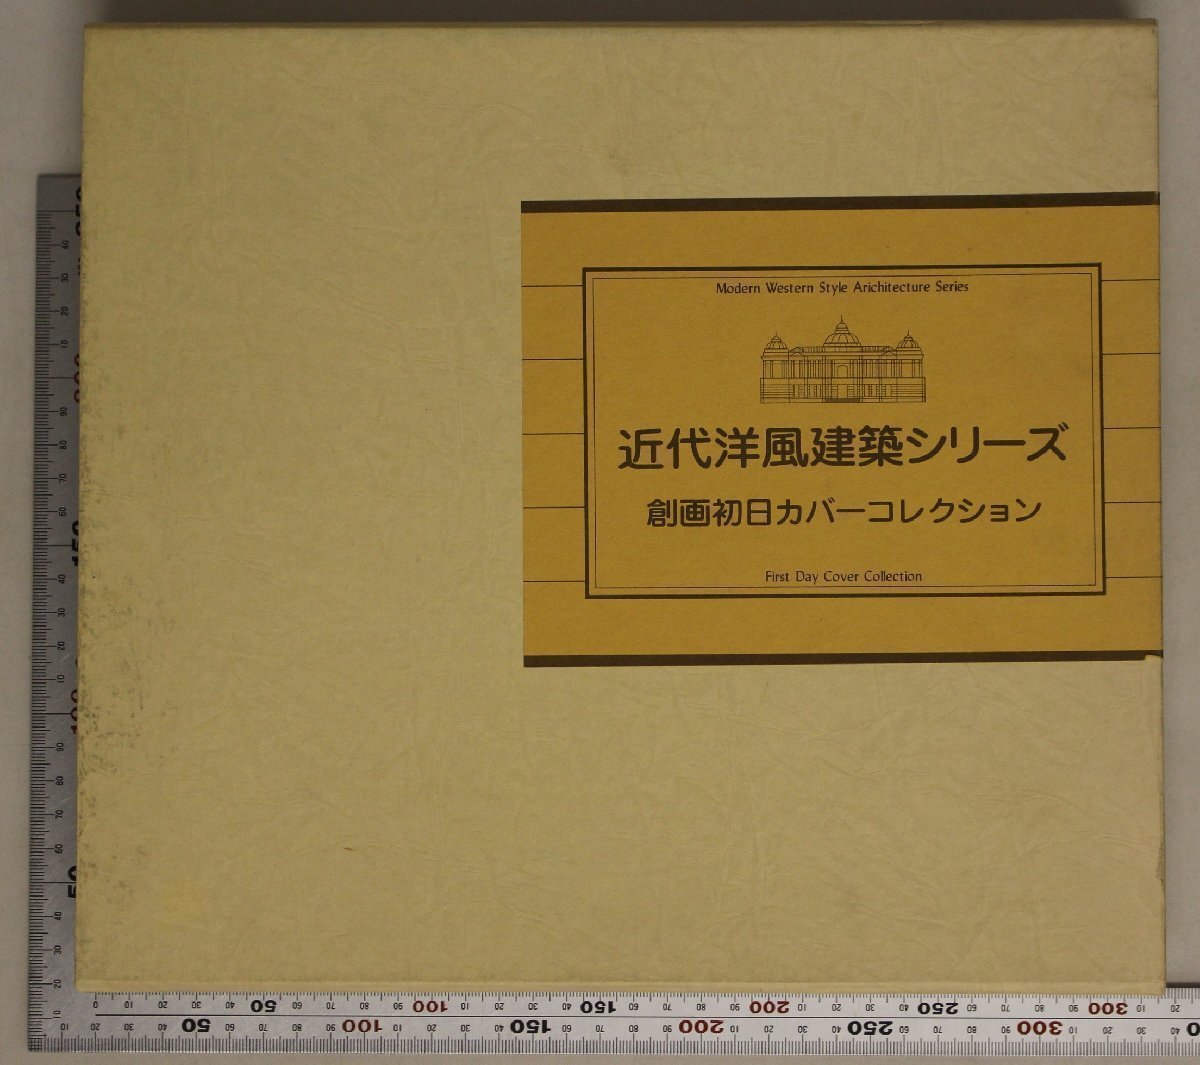 Modern Western Style Arichitecture Series
近代洋風建築シリーズ
創画初日カバーコレクション
First Day Cover Collection